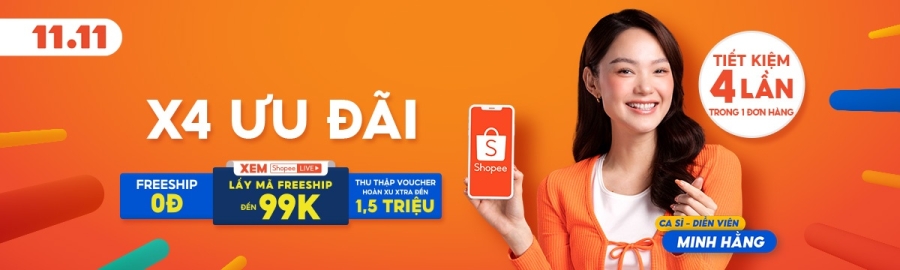 11.11
X4 ƯU ĐÃI
FREESHIP
0Đ
XEM Shopee LIVE
LẤY MÃ FREESHIP
ĐẾN 99K
THU THẬP VOUCHER
HOÀN XU XTRA ĐẾN
1,5 TRIỆU
S
Shopee
TIẾT KIỆM
4 LẦN
TRONG 1 ĐƠN HÀNG
CA SĨ - DIỄN VIÊN
MINH HẰNG